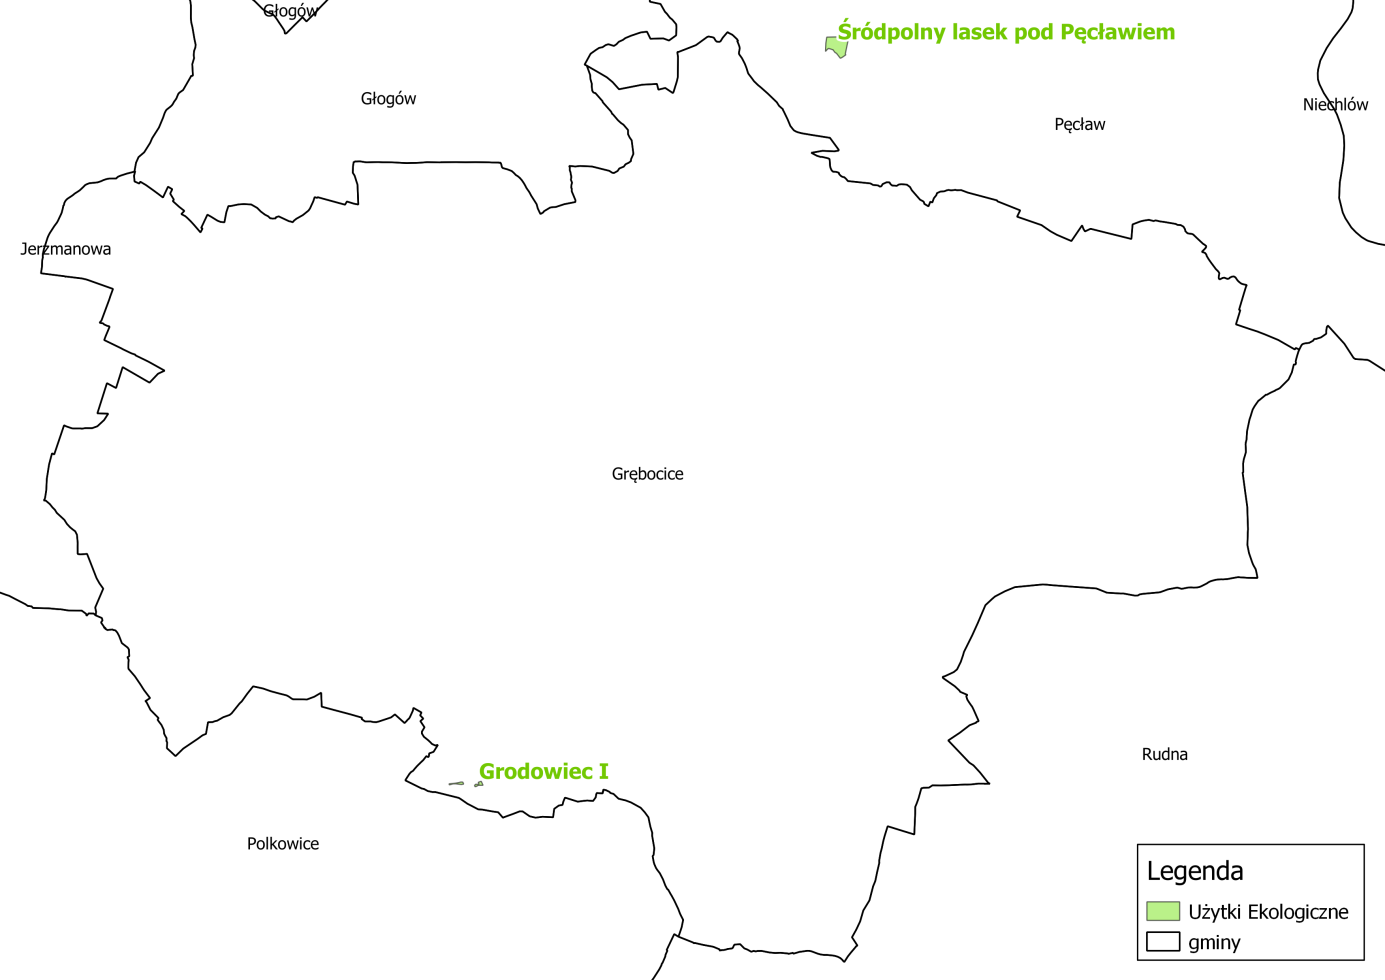 Głogów
Śródpolny lasek pod Pęcławiem
Głogów
Niechlów
Pęcław
Jerzmanowa
Grębocice
Rudna
Grodowiec I
Polkowice
Legenda
Użytki Ekologiczne
gminy